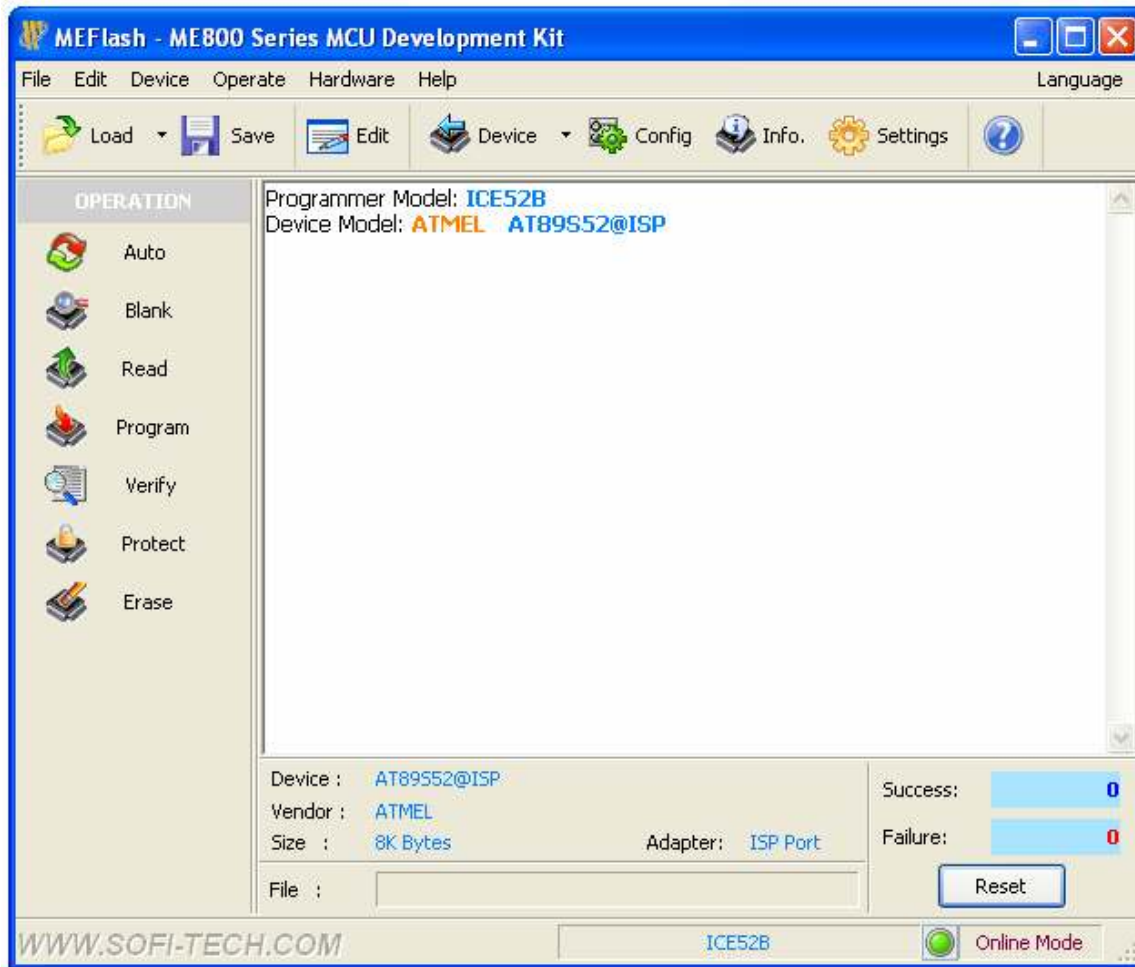 MEFlash - ME800 Series MCU Development Kit
File Edit Device Operate Hardware Help Language
Load Save Edit Device Config Info. Settings
OPERATION
Auto
Blank
Read
Program
Verify
Protect
Erase
Programmer Model: ICE52B
Device Model: ATMEL AT89S52@ISP
Device : AT89S52@ISP
Vendor : ATMEL
Size : 8K Bytes Adapter: ISP Port
File :
Success: 0
Failure: 0
Reset
WWW.SOFI-TECH.COM ICE52B Online Mode